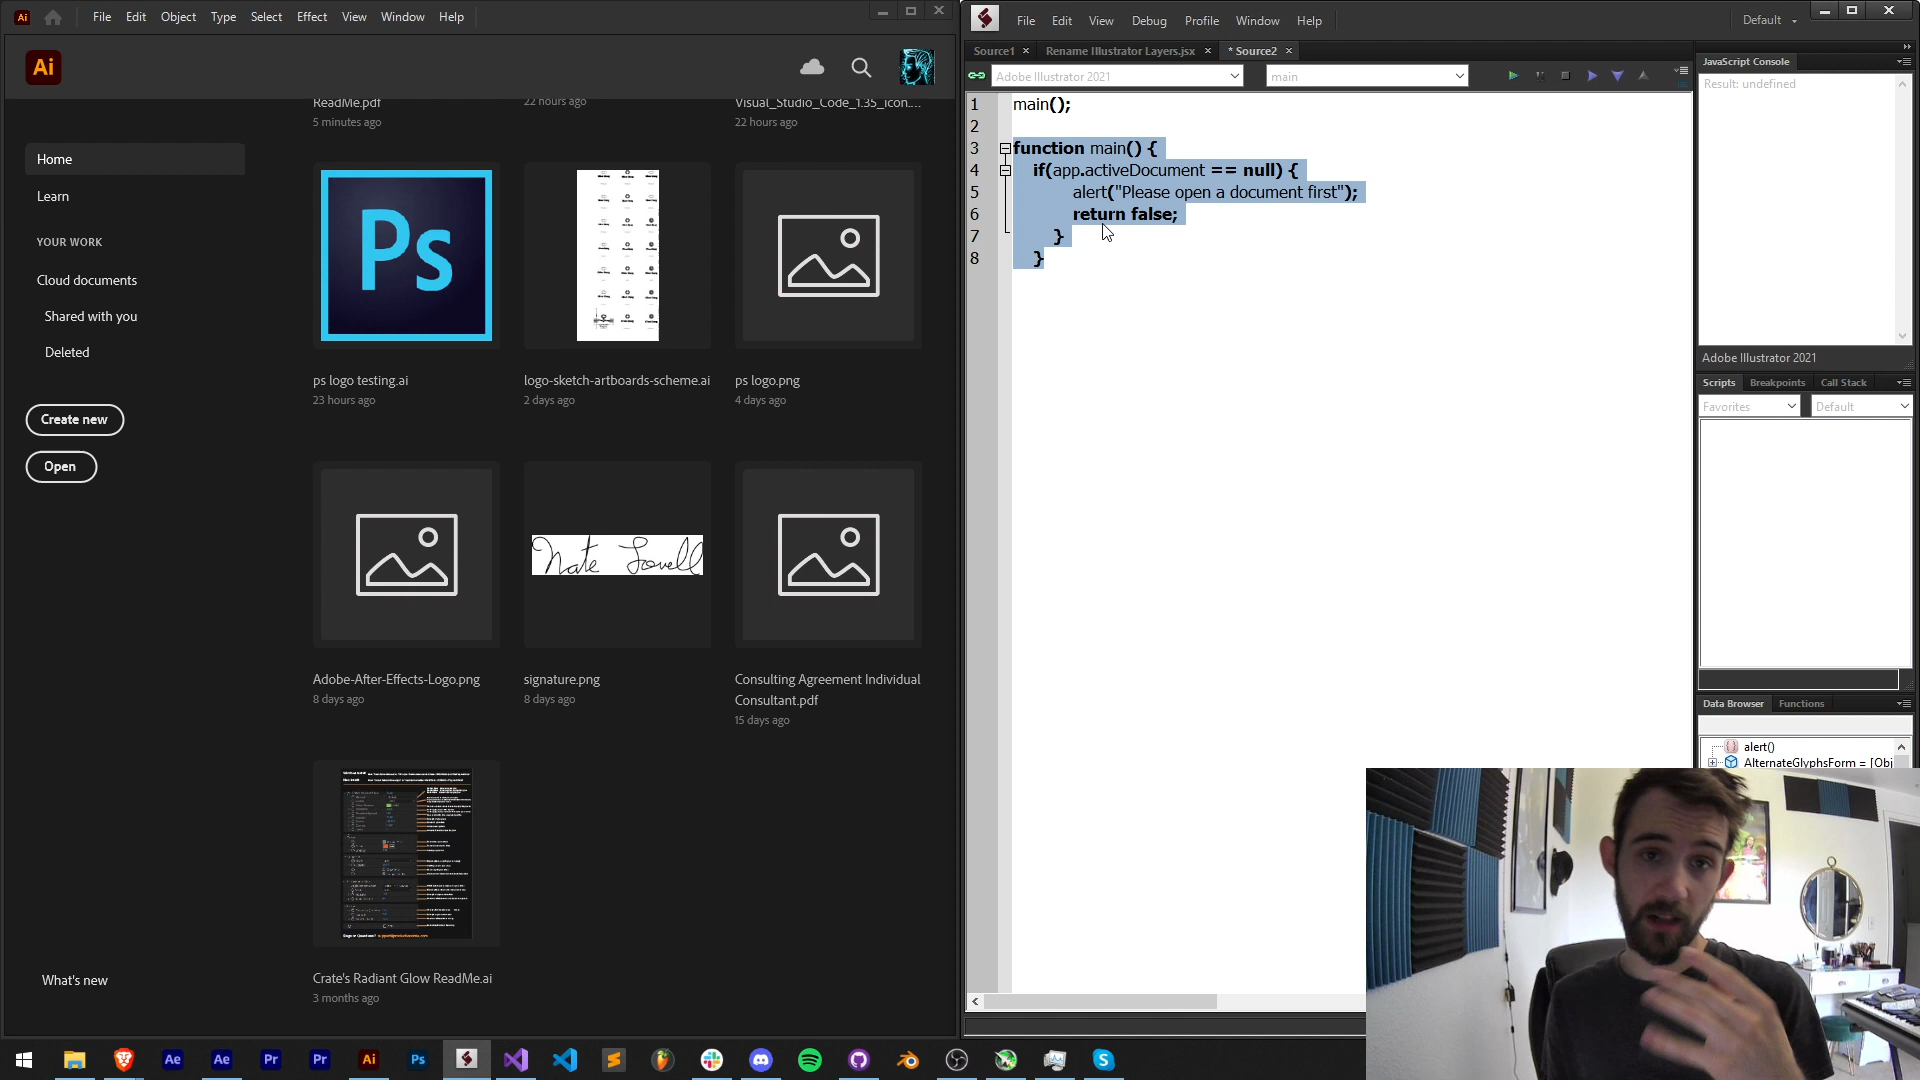 Ai
File Edit Object Type Select Effect View Window Help
Ai
Home
Learn
YOUR WORK
Cloud documents
Shared with you
Deleted
Create new
Open
What's new
ReadMe.pdf
5 minutes ago
22 hours ago
Visual_Studio_Code_1.35_icon....
22 hours ago
Ps
ps logo testing.ai
23 hours ago
logo-sketch-artboards-scheme.ai
2 days ago
ps logo.png
4 days ago
Adobe-After-Effects-Logo.png
8 days ago
Nate Lovell
signature.png
8 days ago
Consulting Agreement Individual
Consultant.pdf
15 days ago
Crate's Radiant Glow ReadMe.ai
3 months ago
File Edit View Debug Profile Window Help
Default
Source1 Rename Illustrator Layers.jsx * Source2
Adobe Illustrator 2021
main
1 main();
2
3 function main() {
4 if(app.activeDocument == null) {
5 alert("Please open a document first");
6 return false;
7 }
8 }
JavaScript Console
Result: undefined
Adobe Illustrator 2021
Scripts Breakpoints Call Stack
Favorites Default
Data Browser Functions
alert()
AlternateGlyphsForm = [Obj
Ae Ae Pr Pr Ai Ps